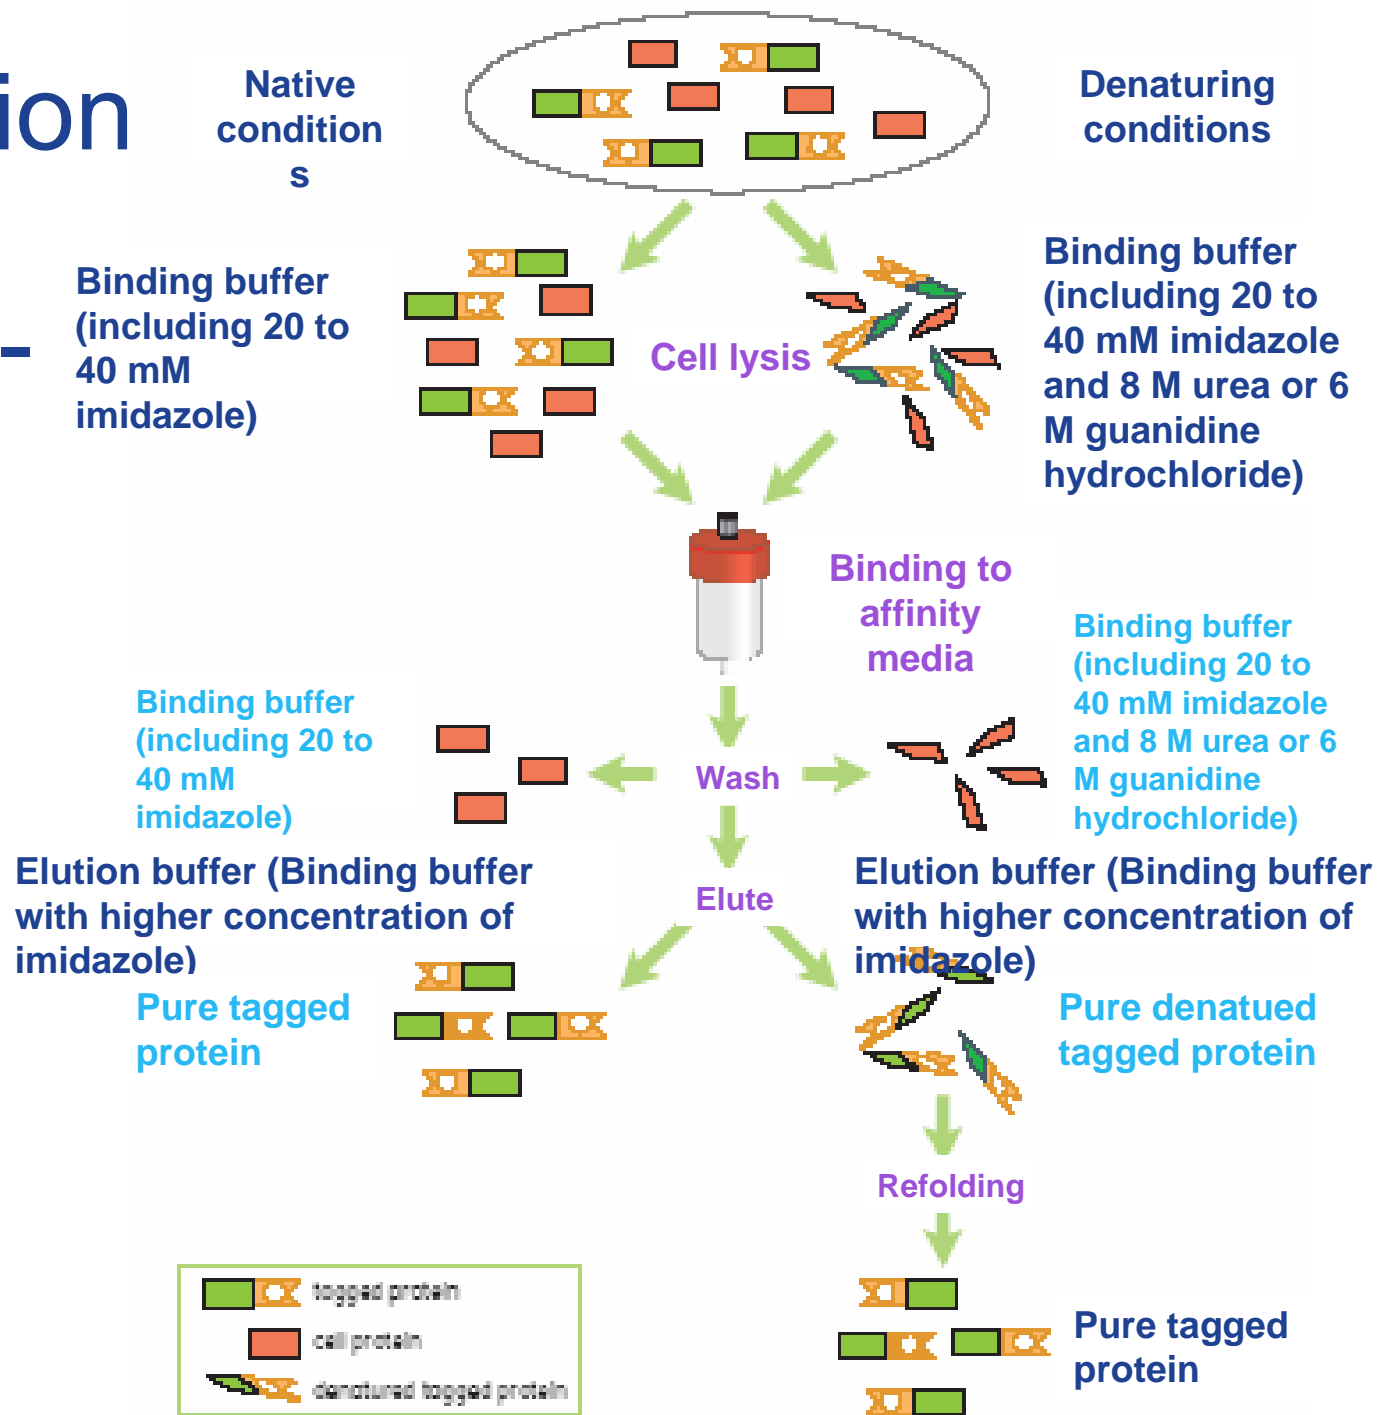 ion
-
Native
condition
s
Denaturing
conditions
Binding buffer
(including 20 to
40 mM
imidazole)
Cell lysis
Binding buffer
(including 20 to
40 mM imidazole
and 8 M urea or 6
M guanidine
hydrochloride)
Binding to
affinity
media
Binding buffer
(including 20 to
40 mM
imidazole)
Wash
Binding buffer
(including 20 to
40 mM imidazole
and 8 M urea or 6
M guanidine
hydrochloride)
Elution buffer (Binding buffer
with higher concentration of
imidazole)
Elute
Elution buffer (Binding buffer
with higher concentration of
imidazole)
Pure tagged
protein
Pure denatued
tagged protein
Refolding
tagged protein
cell protein
denatured tagged protein
Pure tagged
protein